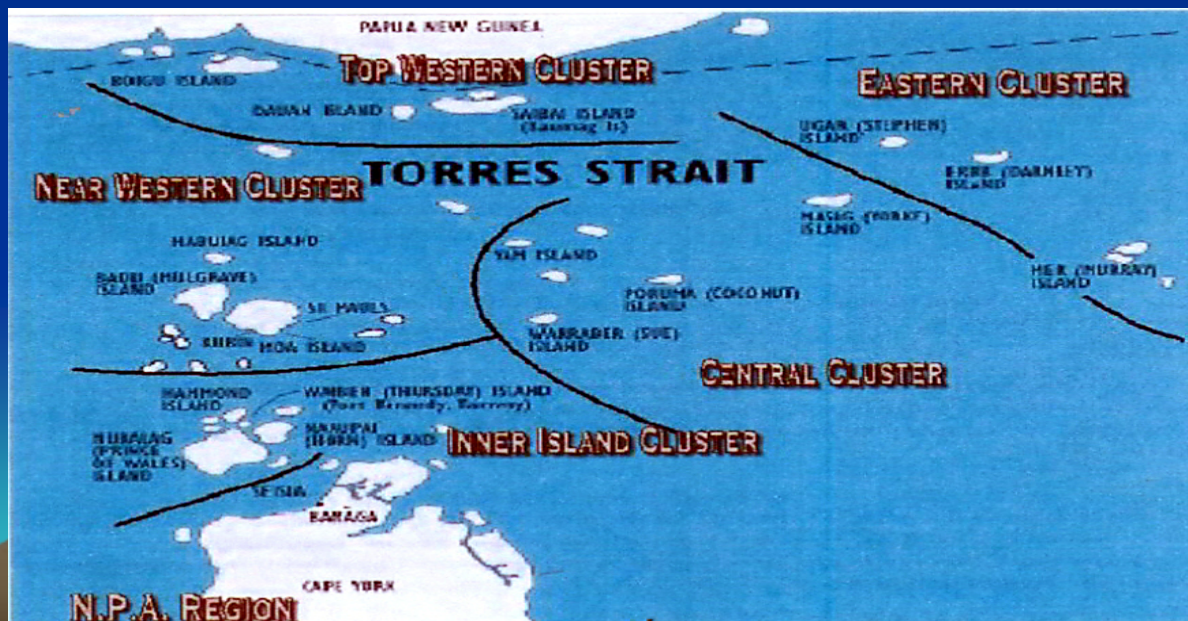 PAPUA NEW GUINEA
TOP WESTERN CLUSTER
EASTERN CLUSTER
BOIGU ISLAND
DAUAN ISLAND
SAIBAI ISLAND
UGAR (STEPHEN)
ISLAND
ERUB (DARNLEY)
ISLAND
TORRES STRAIT
NEAR WESTERN CLUSTER
MASIG (YORKE)
ISLAND
MABUIAG ISLAND
YAM ISLAND
MER (MURRAY)
ISLAND
BADU (MULGRAVE)
ISLAND
PORUMA (COCONUT)
ISLAND
ST PAULS
KUBIN
MOA ISLAND
WARRABER (SUE)
ISLAND
CENTRAL CLUSTER
HAMMOND
ISLAND
(THURSDAY) ISLAND
(HORN) ISLAND
INNER ISLAND CLUSTER
(PRINCE
OF WALES)
ISLAND
SEISIA
BAMAGA
CAPE YORK
N.P.A. REGION